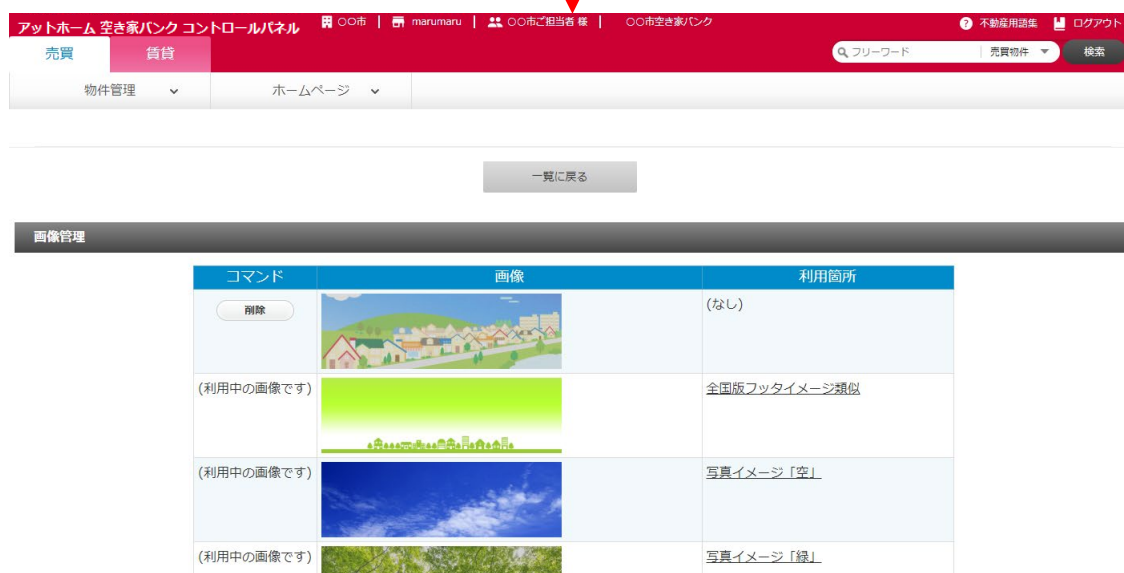 アットホーム 空き家バンク コントロールパネル 〇〇市 | marumaru | 〇〇市ご担当者 様 | 〇〇市空き家バンク ? 不動産用語集 ログアウト
売買 賃貸 フリーワード 売買物件 ▼ 検索
物件管理 ホームページ
一覧に戻る
画像管理
コマンド 画像 利用箇所
削除 (なし)
(利用中の画像です) 全国版フッタイメージ類似
(利用中の画像です) 写真イメージ「空」
(利用中の画像です) 写真イメージ「緑」